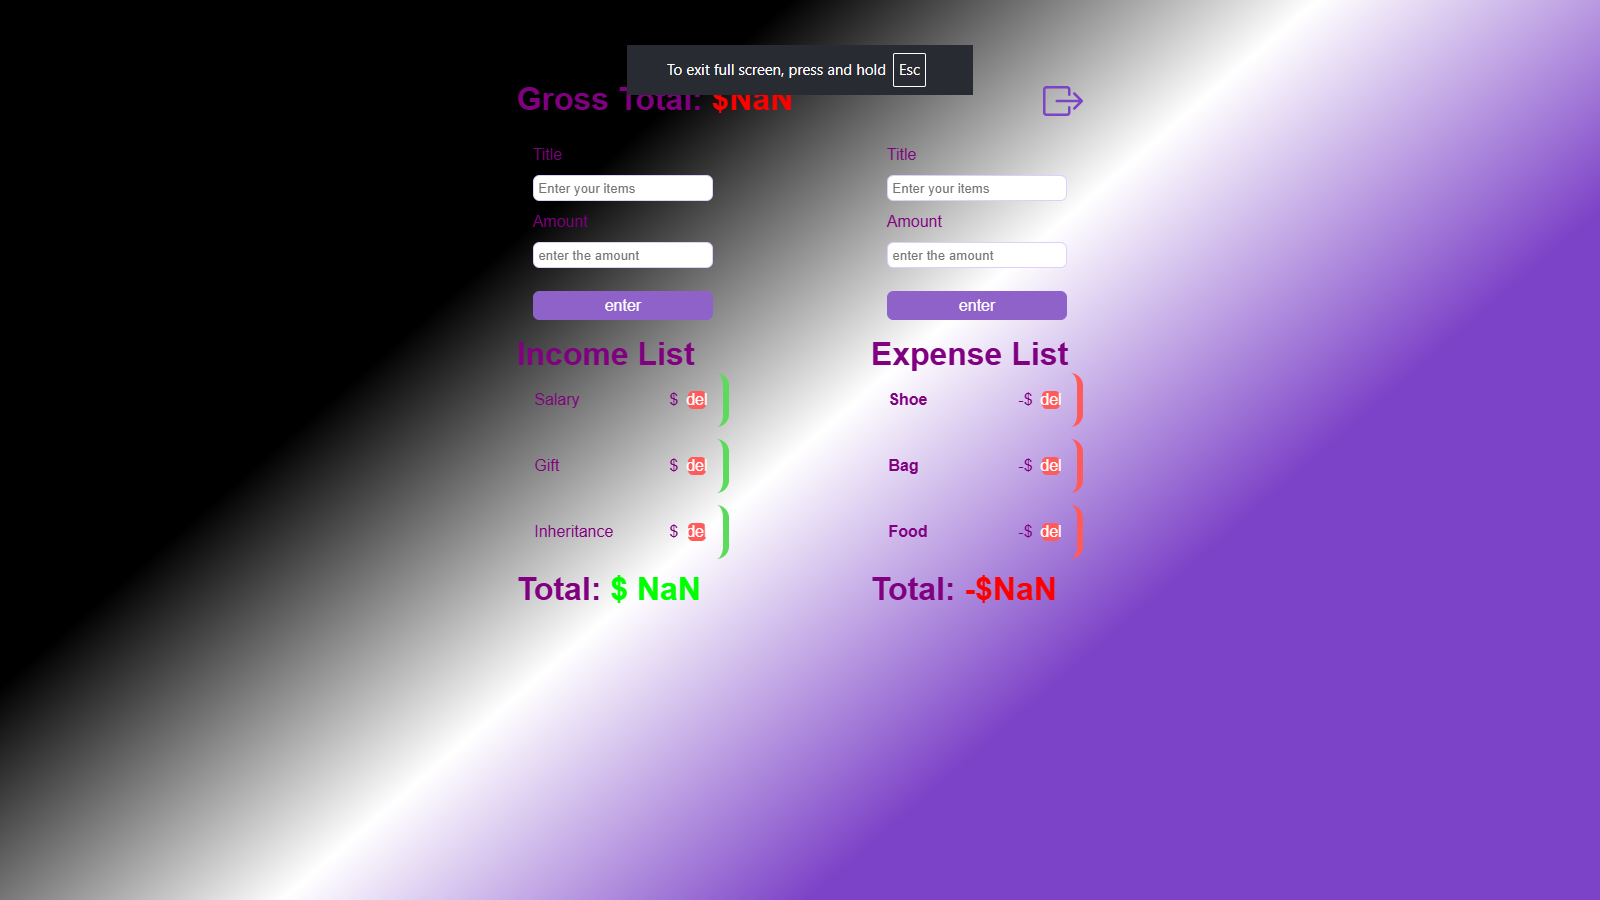 To exit full screen, press and hold Esc
Gross Total: $NaN
Title
Enter your items
Amount
enter the amount
enter
Title
Enter your items
Amount
enter the amount
enter
Income List
Salary $ del
Gift $ del
Inheritance $ del
Total: $ NaN
Expense List
Shoe -$ del
Bag -$ del
Food -$ del
Total: -$NaN